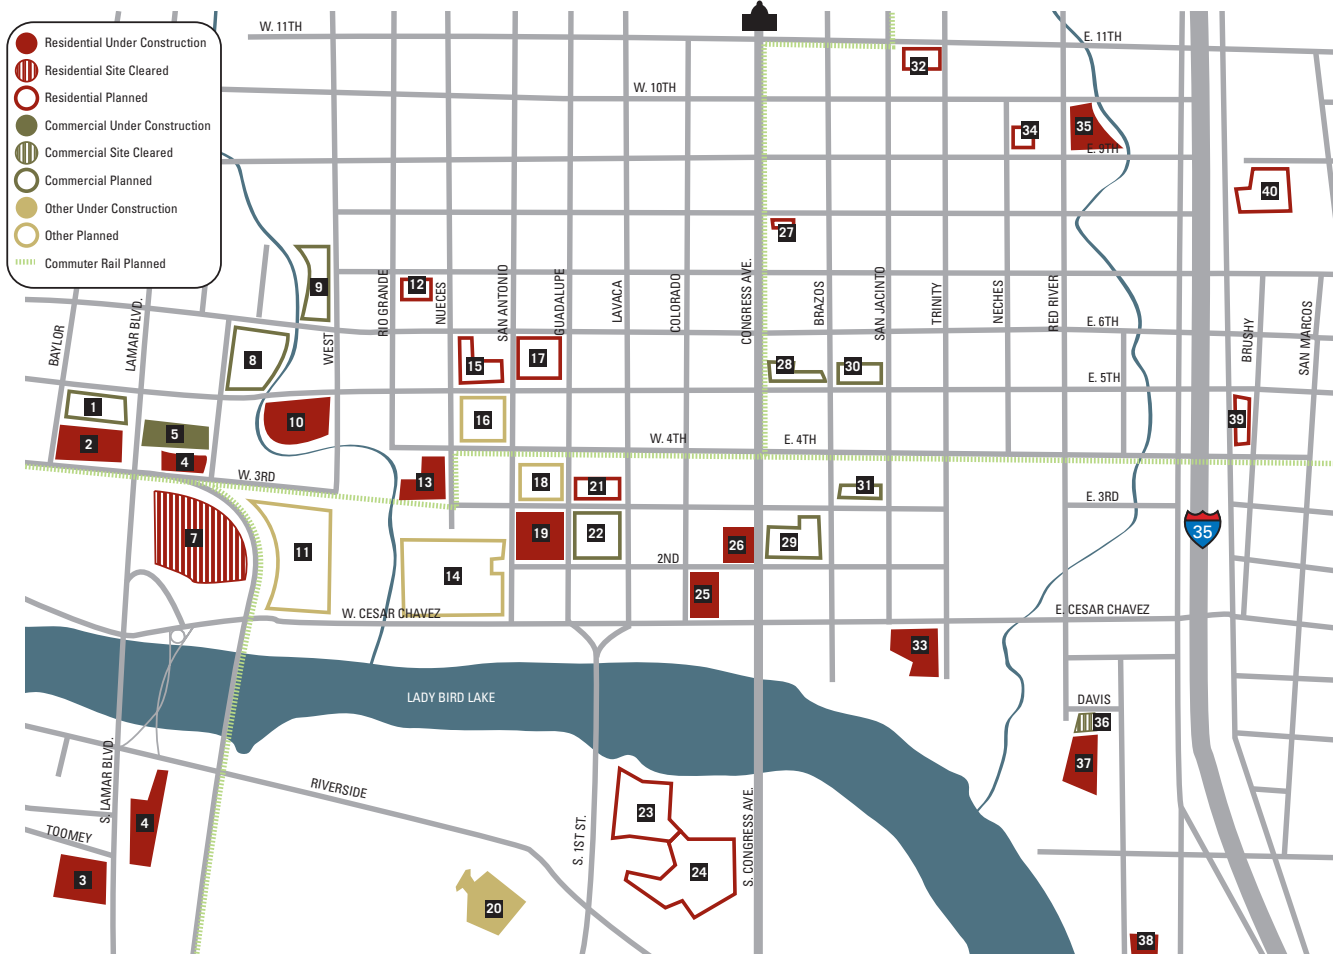 Residential Under Construction
Residential Site Cleared
Residential Planned
Commercial Under Construction
Commercial Site Cleared
Commercial Planned
Other Under Construction
Other Planned
Commuter Rail Planned
W. 11TH
E. 11TH
32
W. 10TH
34
35
E. 9TH
40
27
9
12
RIO GRANDE
NUECES
SAN ANTONIO
GUADALUPE
LAVACA
COLORADO
CONGRESS AVE.
BRAZOS
SAN JACINTO
TRINITY
NECHES
RED RIVER
E. 6TH
BAYLOR
LAMAR BLVD.
WEST
BRUSHY
SAN MARCOS
8
15
17
28
30
E. 5TH
1
2
5
4
10
16
39
W. 4TH
E. 4TH
W. 3RD
13
18
21
31
E. 3RD
7
11
19
22
26
29
35
2ND
14
25
W. CESAR CHAVEZ
E. CESAR CHAVEZ
33
LADY BIRD LAKE
DAVIS
36
37
S. LAMAR BLVD.
RIVERSIDE
4
TOOMEY
3
S. 1ST ST.
23
S. CONGRESS AVE.
24
20
38